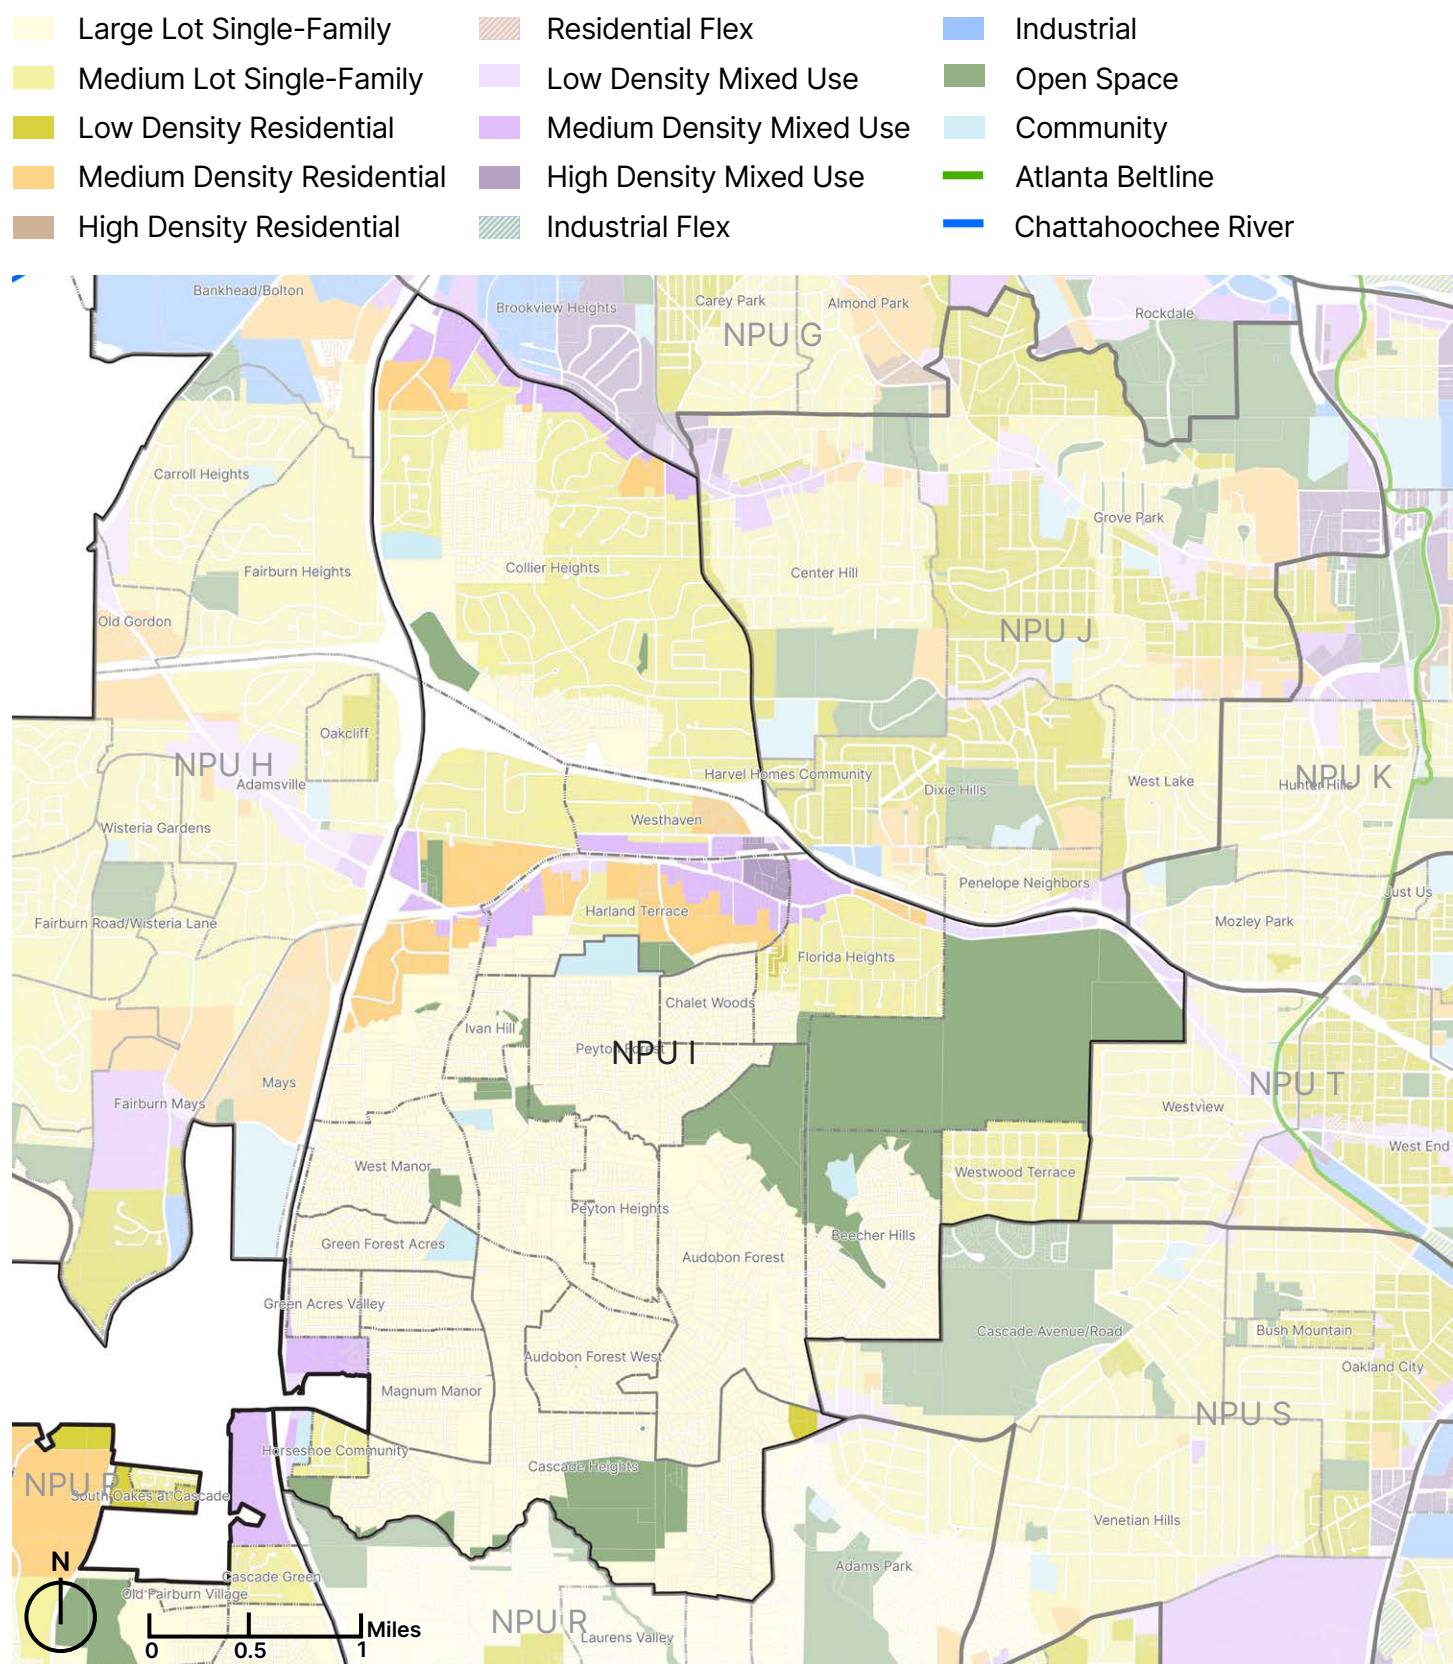 Large Lot Single-Family
Medium Lot Single-Family
Low Density Residential
Medium Density Residential
High Density Residential
Residential Flex
Low Density Mixed Use
Medium Density Mixed Use
High Density Mixed Use
Industrial Flex
Industrial
Open Space
Community
Atlanta Beltline
Chattahoochee River
Bankhead/Bolton
Brookview Heights
Carey Park
Almond Park
Rockdale
NPU G
Carroll Heights
Grove Park
Fairburn Heights
Collier Heights
Center Hill
Old Gordon
NPU J
Oakcliff
NPU H
Adamsville
Harvel Homes Community
Dixie Hills
West Lake
NPU K
Hunter Hills
Wisteria Gardens
Westhaven
Penelope Neighbors
Just Us
Fairburn Road/Wisteria Lane
Harland Terrace
Mozley Park
Florida Heights
Chalet Woods
Ivan Hill
Peyton Forest
NPU I
Mays
Fairburn Mays
NPU T
Westview
West End
West Manor
Westwood Terrace
Peyton Heights
Green Forest Acres
Beecher Hills
Audobon Forest
Green Acres Valley
Cascade Avenue/Road
Bush Mountain
Audobon Forest West
Oakland City
Magnum Manor
NPU S
Horseshoe Community
Cascade Heights
NPU P
South Oakes at Cascade
Venetian Hills
Adams Park
N
Cascade Green
Old Fairburn Village
NPU R
Laurens Valley
Miles
0
0.5
1